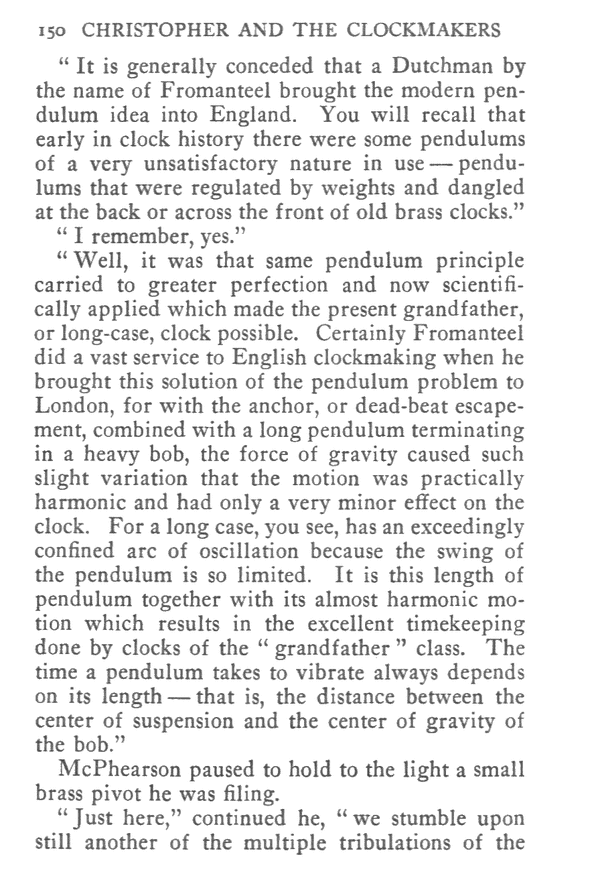 150 CHRISTOPHER AND THE CLOCKMAKERS
“ It is generally conceded that a Dutchman by
the name of Fromanteel brought the modern pen-
dulum idea into England. You will recall that
early in clock history there were some pendulums
of a very unsatisfactory nature in use — pendu-
lums that were regulated by weights and dangled
at the back or across the front of old brass clocks.”
“ I remember, yes.”
“ Well, it was that same pendulum principle
carried to greater perfection and now scientifi-
cally applied which made the present grandfather,
or long-case, clock possible. Certainly Fromanteel
did a vast service to English clockmaking when he
brought this solution of the pendulum problem to
London, for with the anchor, or dead-beat escape-
ment, combined with a long pendulum terminating
in a heavy bob, the force of gravity caused such
slight variation that the motion was practically
harmonic and had only a very minor effect on the
clock. For a long case, you see, has an exceedingly
confined arc of oscillation because the swing of
the pendulum is so limited. It is this length of
pendulum together with its almost harmonic mo-
tion which results in the excellent timekeeping
done by clocks of the “ grandfather ” class. The
time a pendulum takes to vibrate always depends
on its length — that is, the distance between the
center of suspension and the center of gravity of
the bob.”
McPhearson paused to hold to the light a small
brass pivot he was filing.
“ Just here,” continued he, “ we stumble upon
still another of the multiple tribulations of the